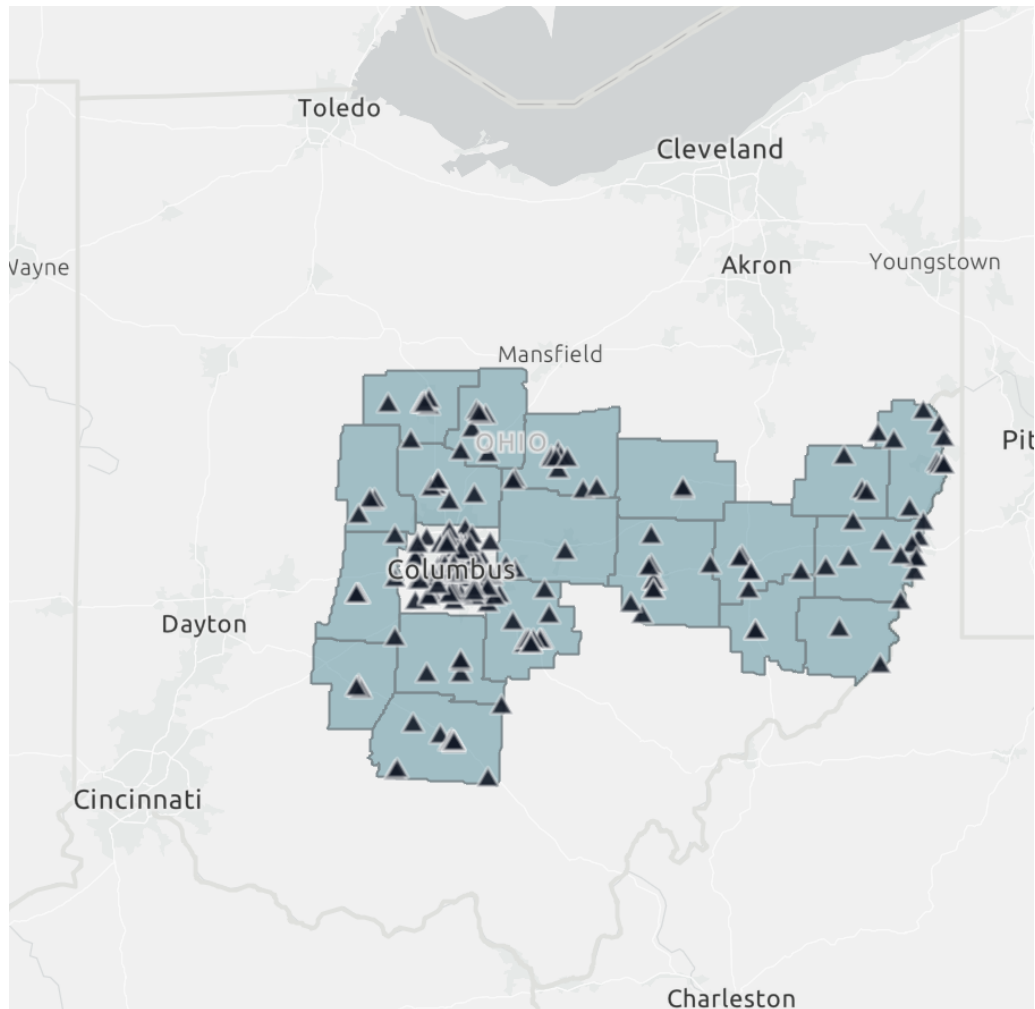 Toledo
Cleveland
Wayne
Akron
Youngstown
Mansfield
OHIO
Pit
Columbus
Dayton
Cincinnati
Charleston